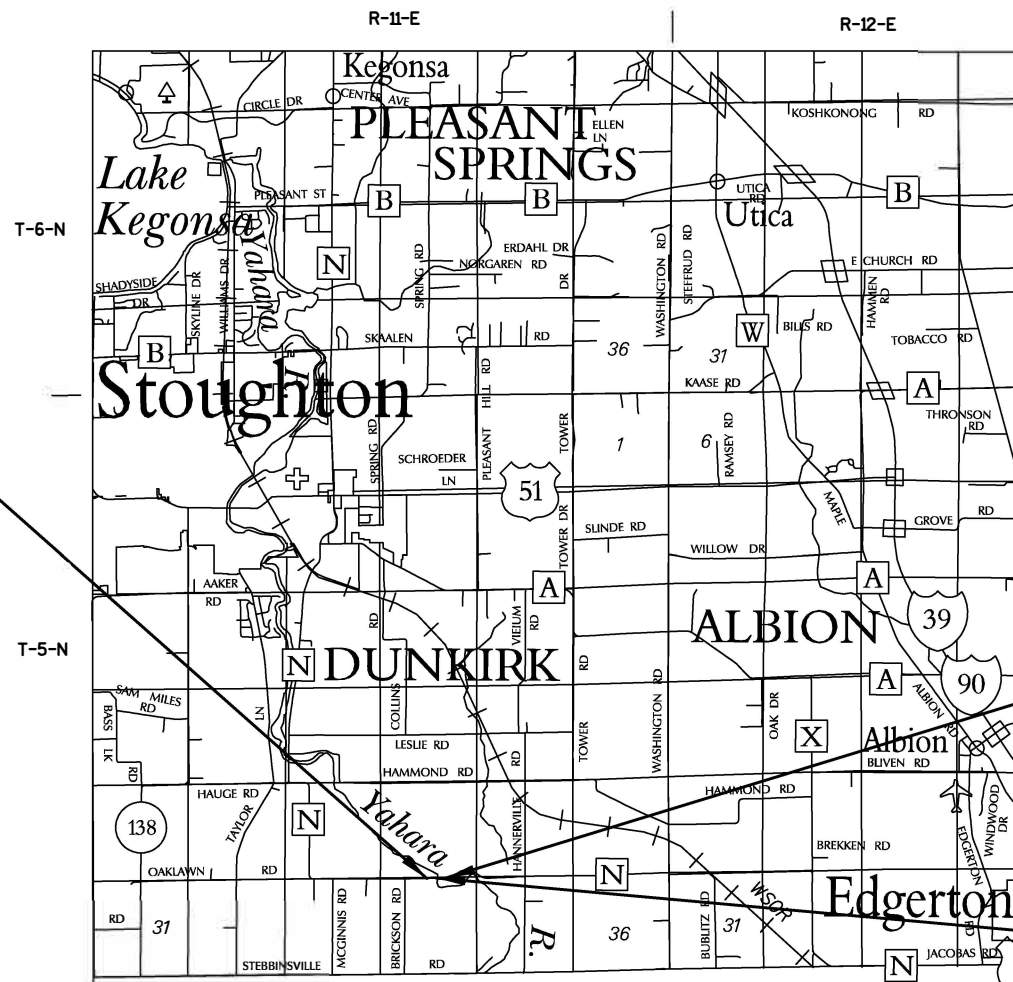 R-11-E
R-12-E
Kegonsa
CIRCLE DR
CENTER AVE
PLEASANT
SPRINGS
ELLEN
LN
KOSHKONONG RD
Lake
Kegonsa
PLEASANT ST
B
B
UTICA
RD
B
Utica
T-6-N
Yahara
R.
N
SPRING RD
ERDAHL DR
NORGAREN RD
DR
WASHINGTON RD
STEFFRUD RD
E CHURCH RD
SHADYSIDE
DR
SKYLINE DR
WILLIAMS DR
HAMMEN
RD
W
BILLS RD
B
SKAALEN RD
36
31
TOBACCO RD
Stoughton
HILL RD
KAASE RD
A
THRONSON
RD
SPRING RD
PLEASANT
TOWER
1
6
RAMSEY RD
SCHROEDER
LN
51
MAPLE
GROVE RD
TOWER DR
SLINDE RD
WILLOW DR
AAKER
RD
A
A
RD
VIEIUM
RD
ALBION
39
T-5-N
N
DUNKIRK
RD
A
90
SAM MILES
RD
BASS
LK
RD
LN
COLLINS
WASHINGTON RD
OAK DR
ALBION
RD
TOWER
X
Albion
LESLIE RD
RD
BLIVEN RD
HAMMOND RD
HAUGE RD
HAMMOND RD
138
TAYLOR
N
Yahara
HANNERVILLE
EDGERTON
RD
WINDWOOD
DR
BREKKEN RD
OAKLAWN RD
N
WSOR
Edgerton
RD
31
MCGINNIS RD
BRICKSON RD
R.
36
BUBLITZ RD
31
STEBBINSVILLE RD
N
JACOBAS RD